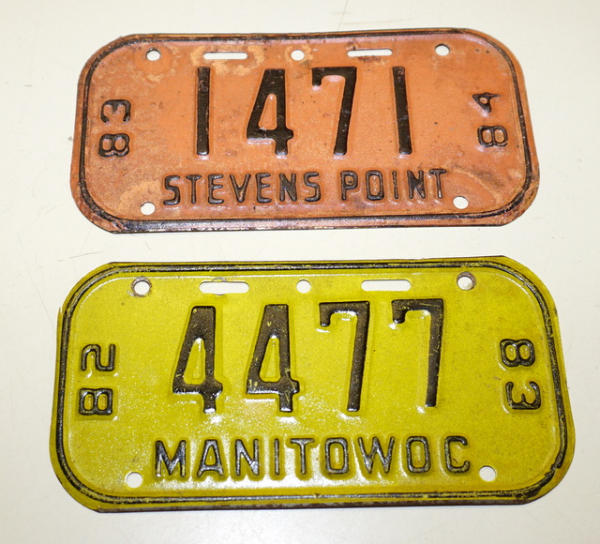 83 1471 84
STEVENS POINT
82 4477 83
MANITOWOC